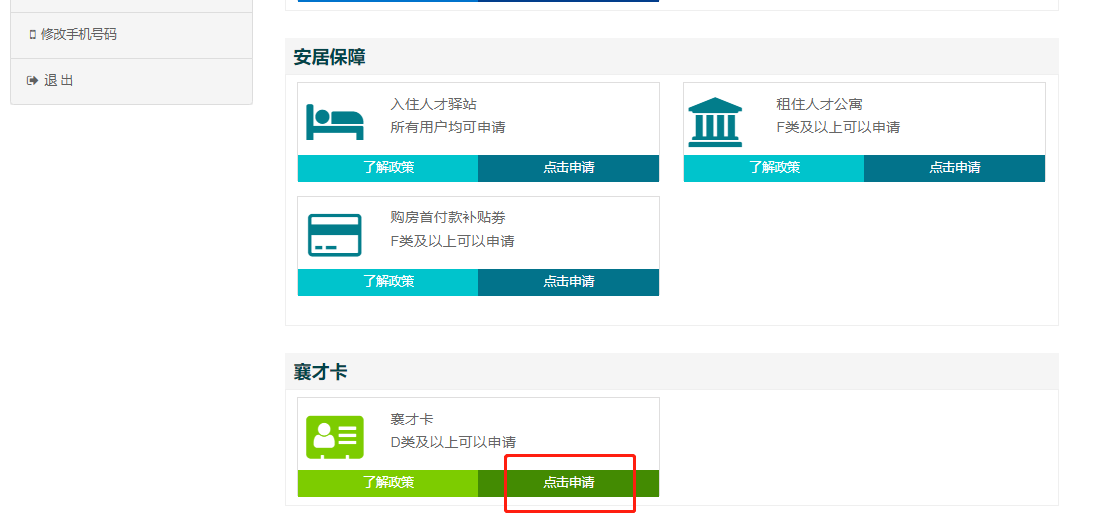 修改手机号码
退 出
安居保障
入住人才驿站
所有用户均可申请
了解政策
点击申请
租住人才公寓
F类及以上可以申请
了解政策
点击申请
购房首付款补贴券
F类及以上可以申请
了解政策
点击申请
襄才卡
襄才卡
D类及以上可以申请
了解政策
点击申请